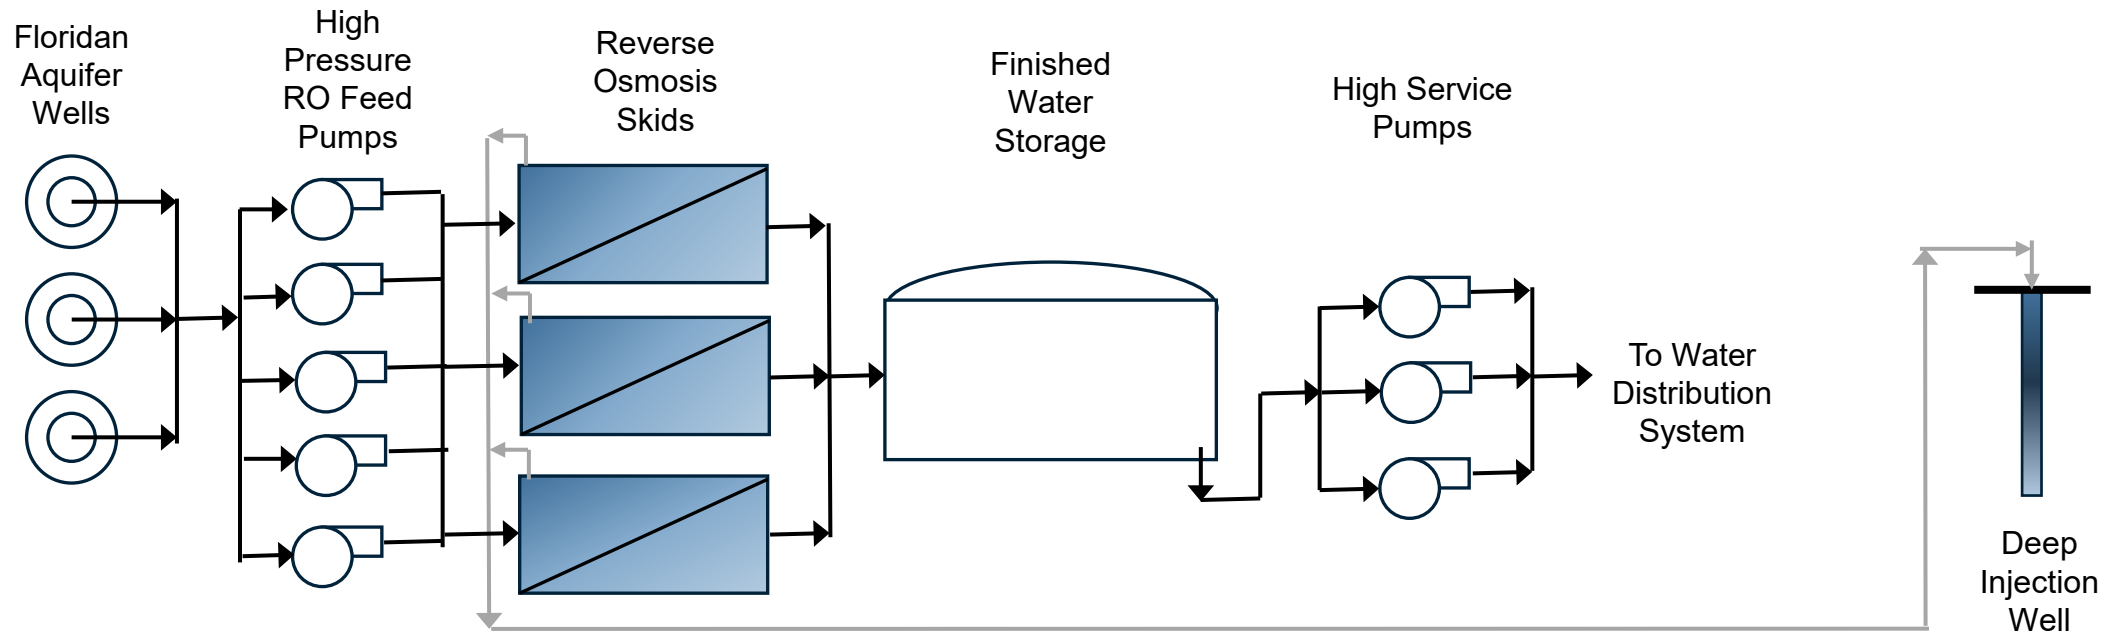 Floridan
Aquifer
Wells
High
Pressure
RO Feed
Pumps
Reverse
Osmosis
Skids
Finished
Water
Storage
High Service
Pumps
To Water
Distribution
System
Deep
Injection
Well